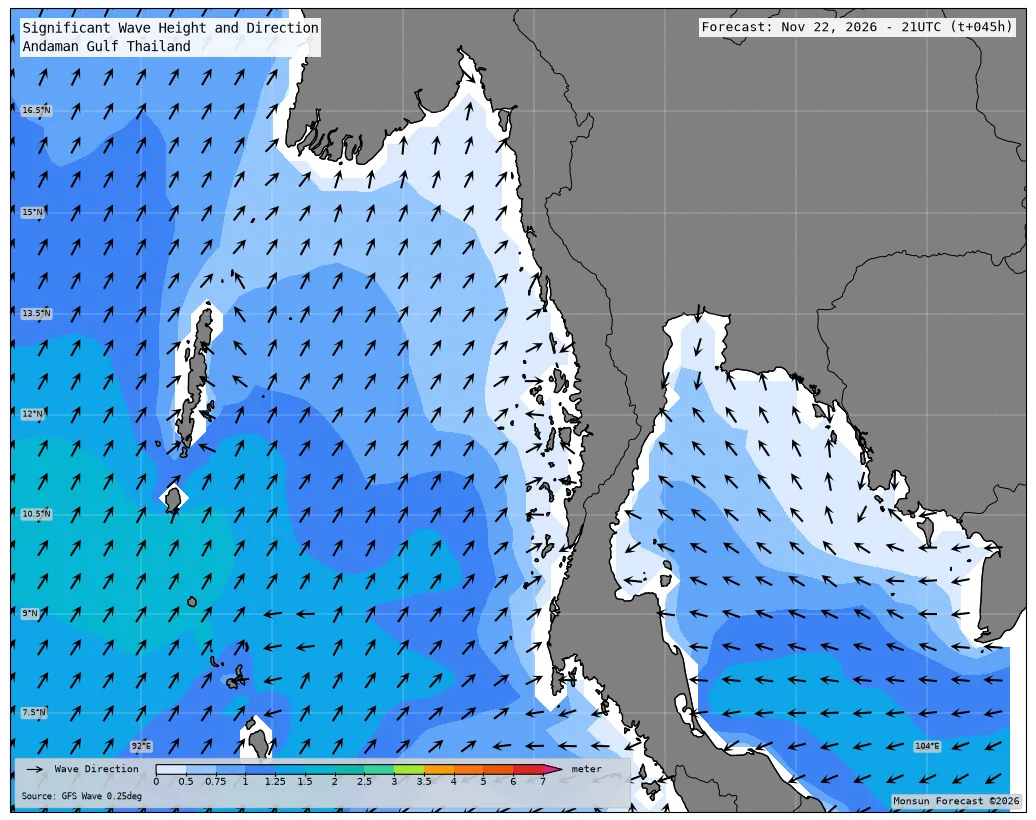 Significant Wave Height and Direction
Andaman Gulf Thailand
Forecast: Nov 22, 2026 - 21UTC (t+045h)
16.5°N
15°N
13.5°N
12°N
10.5°N
9°N
7.5°N
92°E
104°E
Wave Direction
0.5 0.75 1 1.25 1.5 2 2.5 3 3.5 4 5 6 7 meter
Source: GFS Wave 0.25deg
Monsun Forecast ©2026